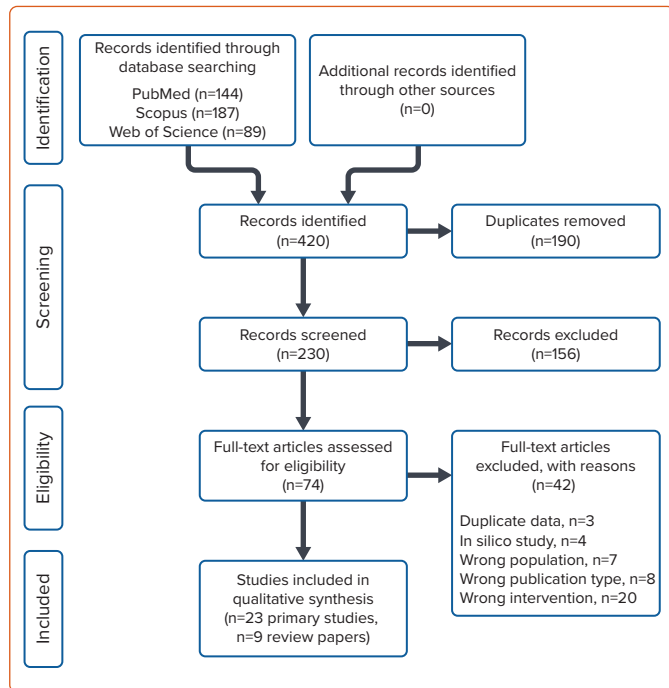 Identification
Records identified through
database searching
PubMed (n=144)
Scopus (n=187)
Web of Science (n=89)
Additional records identified
through other sources
(n=0)
Screening
Records identified
(n=420)
Duplicates removed
(n=190)
Records screened
(n=230)
Records excluded
(n=156)
Eligibility
Full-text articles assessed
for eligibility
(n=74)
Full-text articles
excluded, with reasons
(n=42)
Duplicate data, n=3
In silico study, n=4
Wrong population, n=7
Wrong publication type, n=8
Wrong intervention, n=20
Included
Studies included in
qualitative synthesis
(n=23 primary studies,
n=9 review papers)